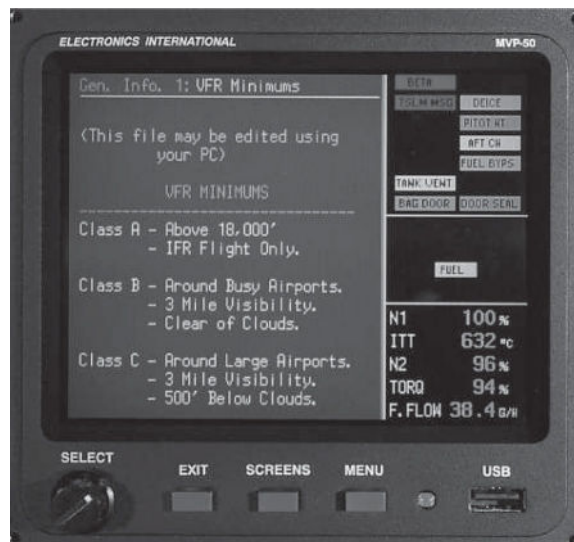 ELECTRONICS INTERNATIONAL MVP-50
Gen. Info. 1: VFR Minimums
(This file may be edited using
your PC)
VFR MINIMUMS
Class A - Above 18,000'
- IFR Flight Only.
Class B - Around Busy Airports.
- 3 Mile Visibility.
- Clear of Clouds.
Class C - Around Large Airports.
- 3 Mile Visibility.
- 500' Below Clouds.
BETA
TSLM MSG DEICE
PITOT HT
AFT CH
FUEL BYPS
TANK VENT
BAG DOOR DOOR SEAL
FUEL
N1 100 %
ITT 632 °C
N2 96 %
TORQ 94 %
F.FLOW 38.4 G/H
SELECT EXIT SCREENS MENU USB